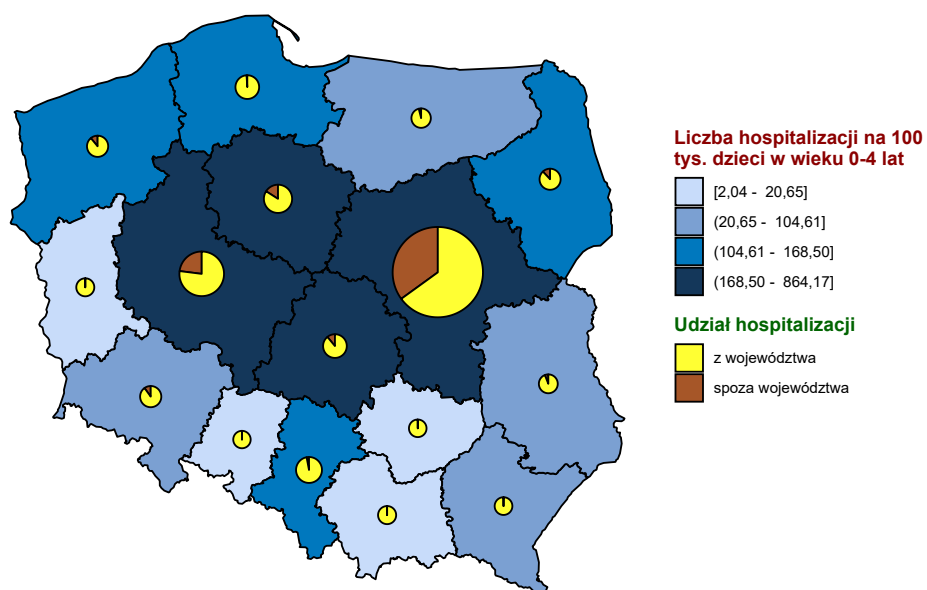 Liczba hospitalizacji na 100
tys. dzieci w wieku 0-4 lat
[2,04 - 20,65]
(20,65 - 104,61]
(104,61 - 168,50]
(168,50 - 864,17]
Udział hospitalizacji
z województwa
spoza województwa